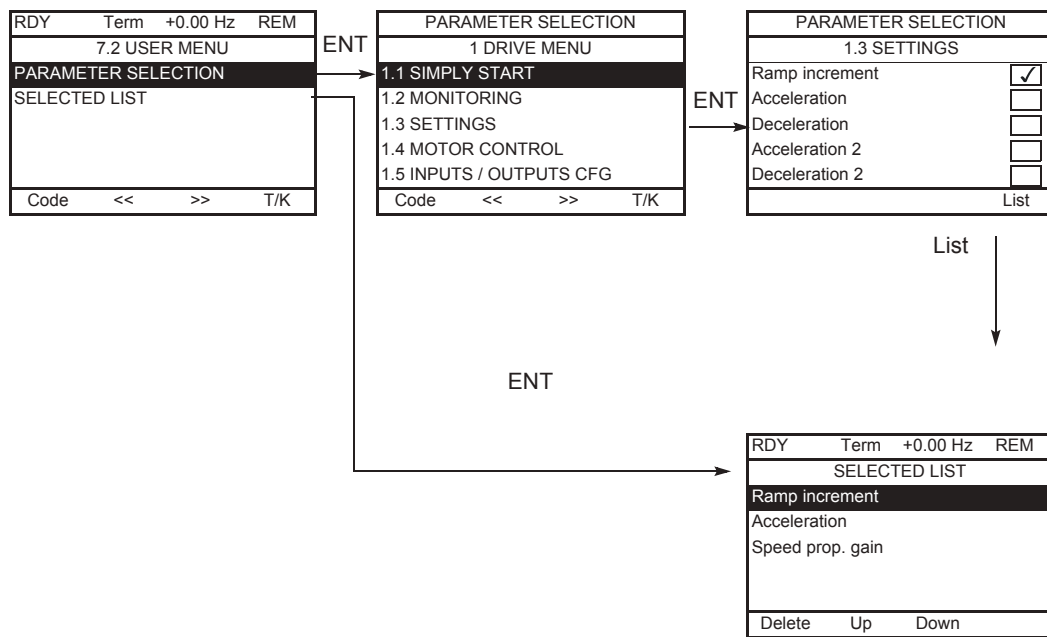 RDY Term +0.00 Hz REM
7.2 USER MENU
PARAMETER SELECTION
SELECTED LIST
Code << >> T/K
ENT
PARAMETER SELECTION
1 DRIVE MENU
1.1 SIMPLY START
1.2 MONITORING
1.3 SETTINGS
1.4 MOTOR CONTROL
1.5 INPUTS / OUTPUTS CFG
Code << >> T/K
ENT
PARAMETER SELECTION
1.3 SETTINGS
Ramp increment
Acceleration
Deceleration
Acceleration 2
Deceleration 2
List
List
ENT
RDY Term +0.00 Hz REM
SELECTED LIST
Ramp increment
Acceleration
Speed prop. gain
Delete Up Down